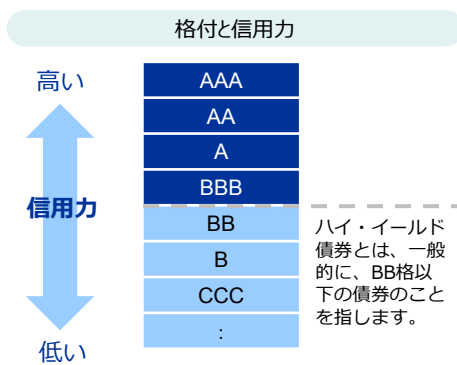 格付と信用力
高い
信用力
低い
AAA
AA
A
BBB
BB
B
CCC
:
ハイ・イールド
債券とは、一般
的に、BB格以
下の債券のこと
を指します。